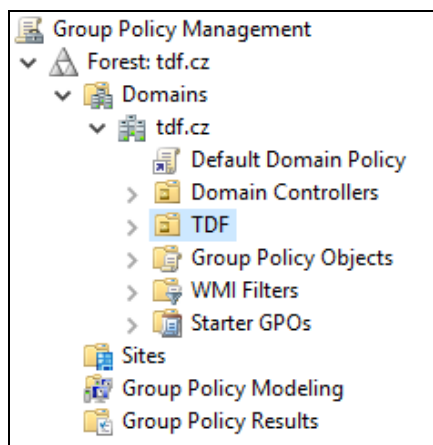 Group Policy Management
Forest: tdf.cz
Domains
tdf.cz
Default Domain Policy
Domain Controllers
TDF
Group Policy Objects
WMI Filters
Starter GPOs
Sites
Group Policy Modeling
Group Policy Results